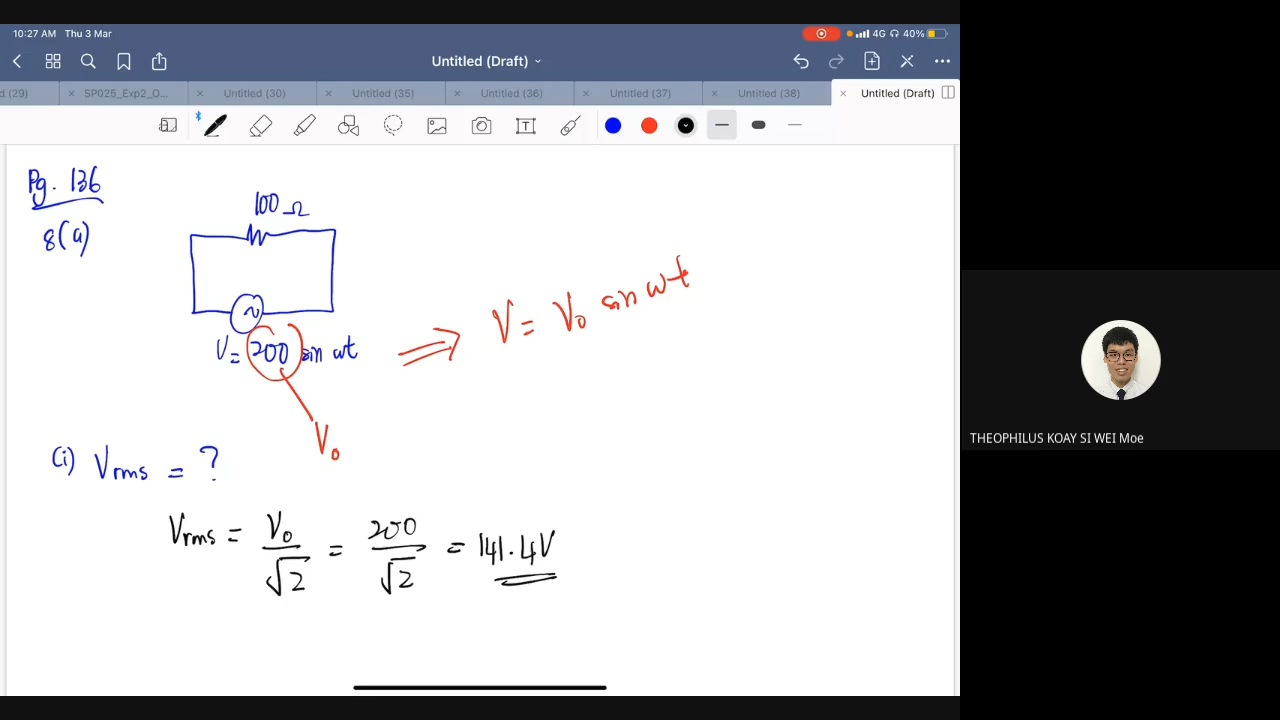 10:27 AM Thu 3 Mar
4G 40%
Untitled (Draft)
d (29)
SP025_Exp2_O...
Untitled (30)
Untitled (35)
Untitled (36)
Untitled (37)
Untitled (38)
Untitled (Draft)
Pg. 136
8(a)
100 Ω
V = 200 sin ωt
⇒ V = V₀ sin ωt
V₀
(i) Vrms = ?
Vrms = V₀/√2 = 200/√2 = 141.4V
THEOPHILUS KOAY SI WEI Moe